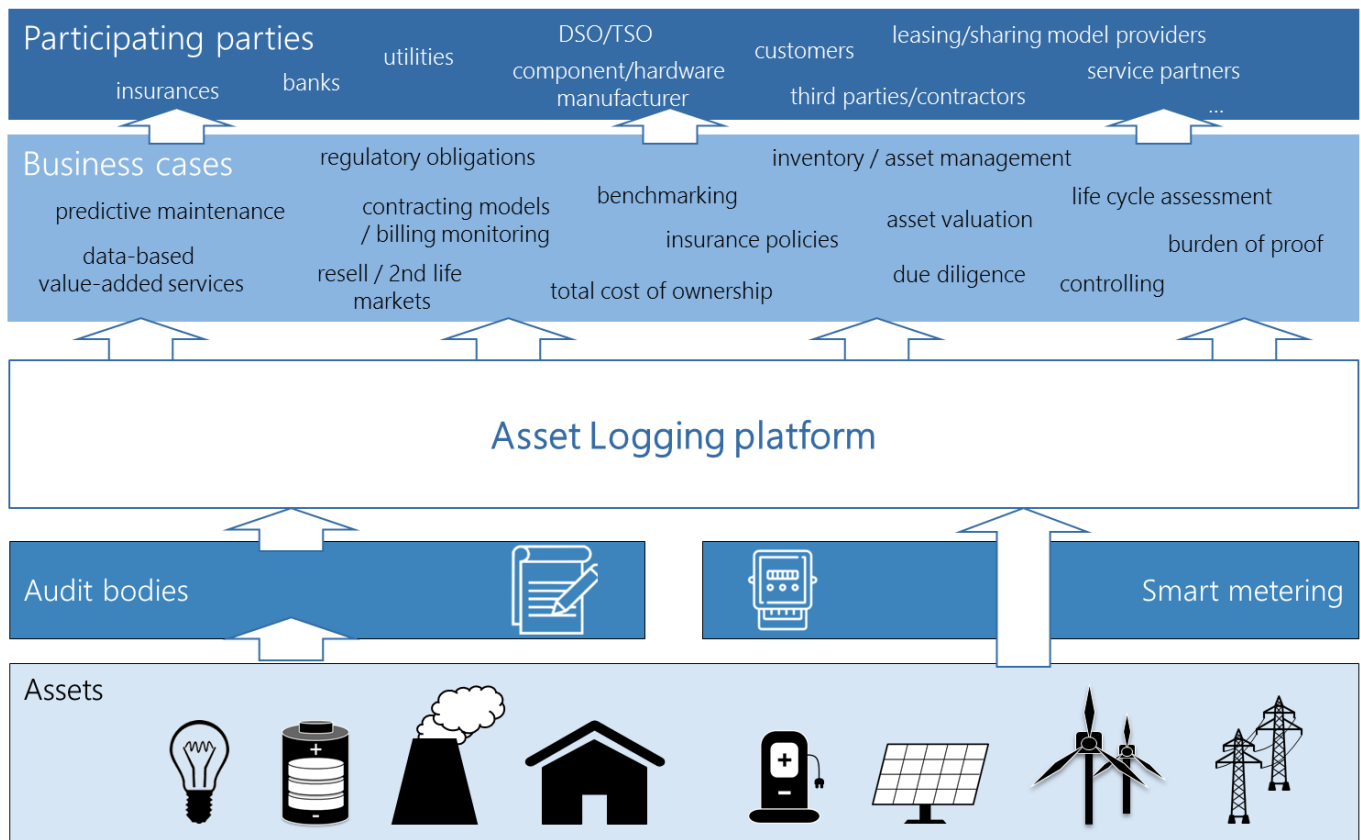 Participating parties
insurances
banks
utilities
DSO/TSO
component/hardware
manufacturer
customers
third parties/contractors
leasing/sharing model providers
service partners
...
Business cases
predictive maintenance
data-based
value-added services
regulatory obligations
contracting models
/ billing monitoring
resell / 2nd life
markets
benchmarking
insurance policies
total cost of ownership
inventory / asset management
asset valuation
due diligence
life cycle assessment
burden of proof
controlling
Asset Logging platform
Audit bodies
Smart metering
Assets